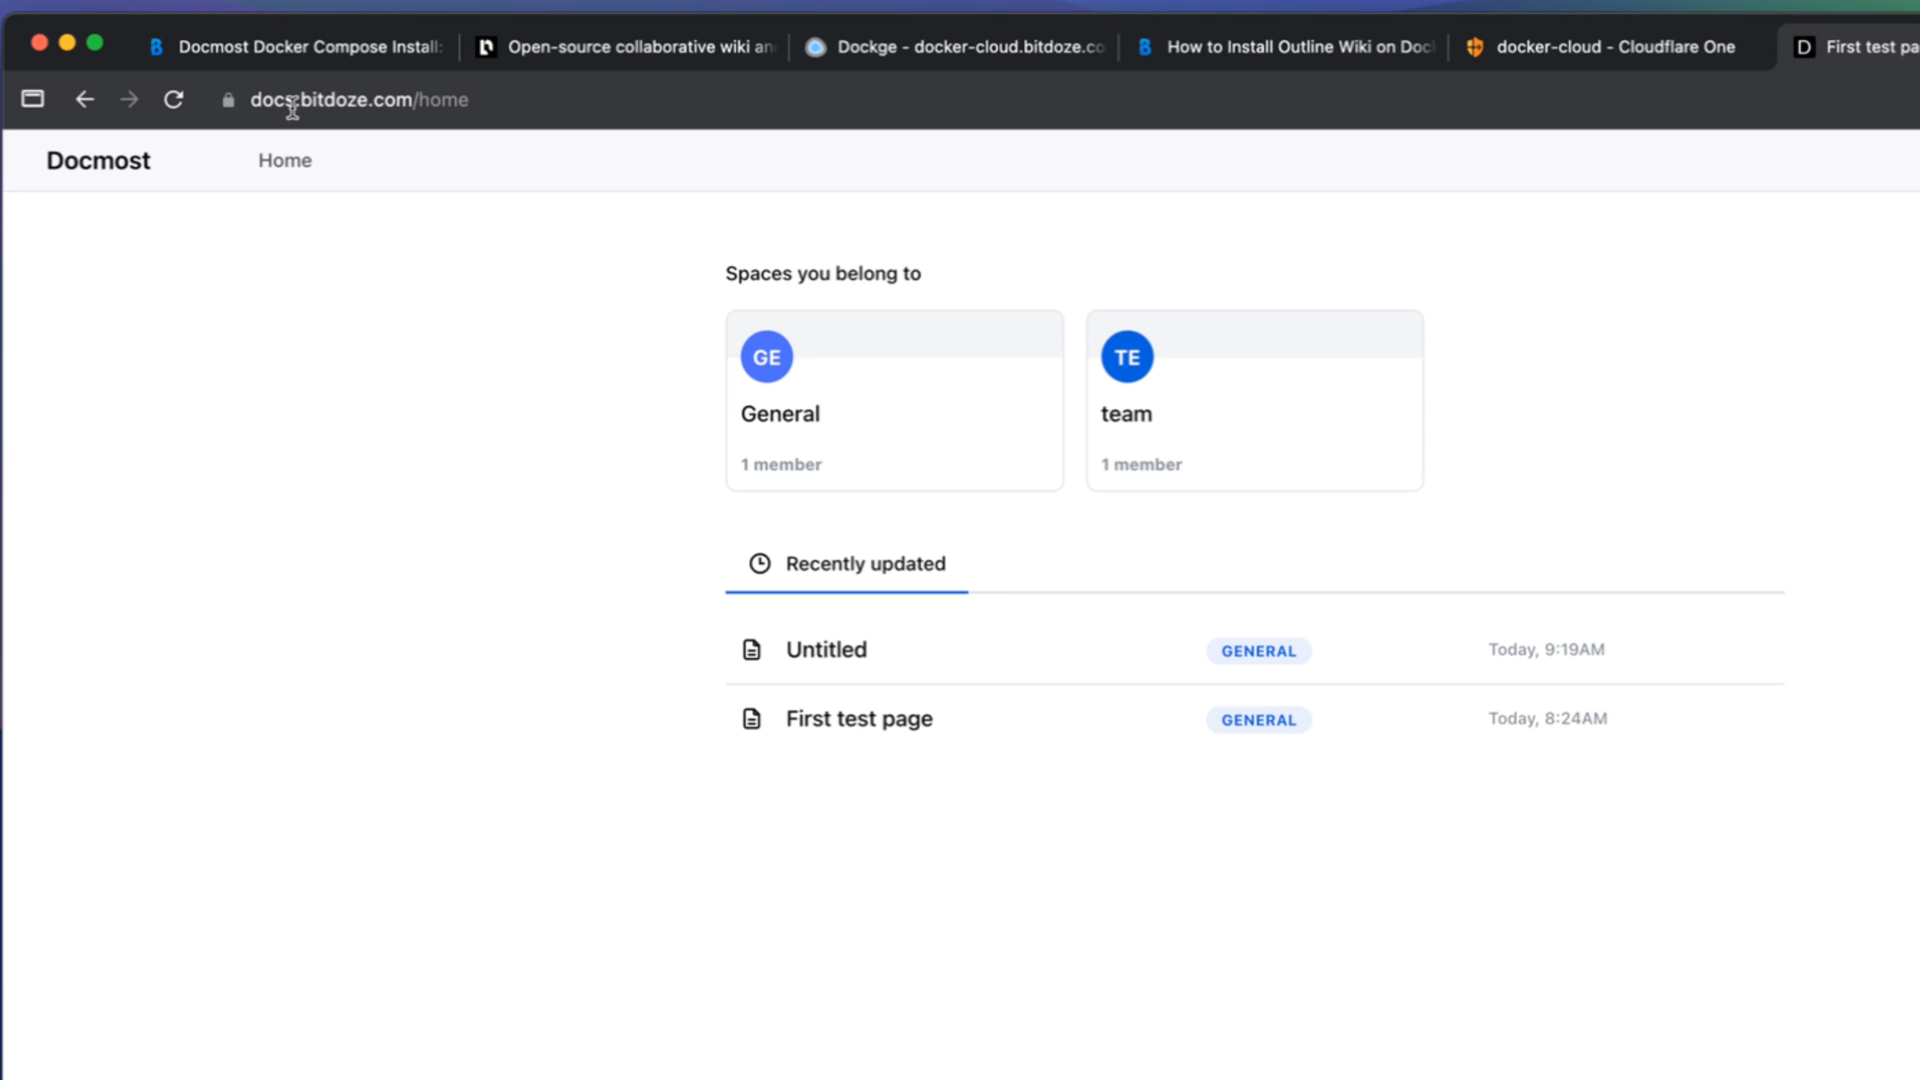 Docmost Docker Compose Install:
Open-source collaborative wiki an
Dockge - docker-cloud.bitdoze.co
How to Install Outline Wiki on Doc
docker-cloud - Cloudflare One
D First test pa
docs.bitdoze.com/home
Docmost
Home
Spaces you belong to
GE
TE
General
team
1 member
1 member
Recently updated
Untitled
GENERAL
Today, 9:19AM
First test page
GENERAL
Today, 8:24AM